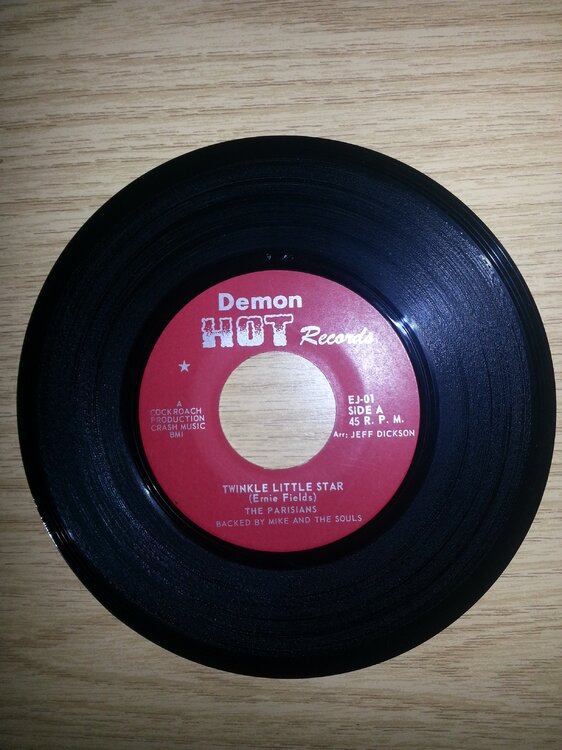 Demon
HOT Records
A
COCKROACH
PRODUCTION
CRASH MUSIC
BMI
EJ-01
SIDE A
45 R. P. M.
Arr: JEFF DICKSON
TWINKLE LITTLE STAR
(Ernie Fields)
THE PARISIANS
BACKED BY MIKE AND THE SOULS